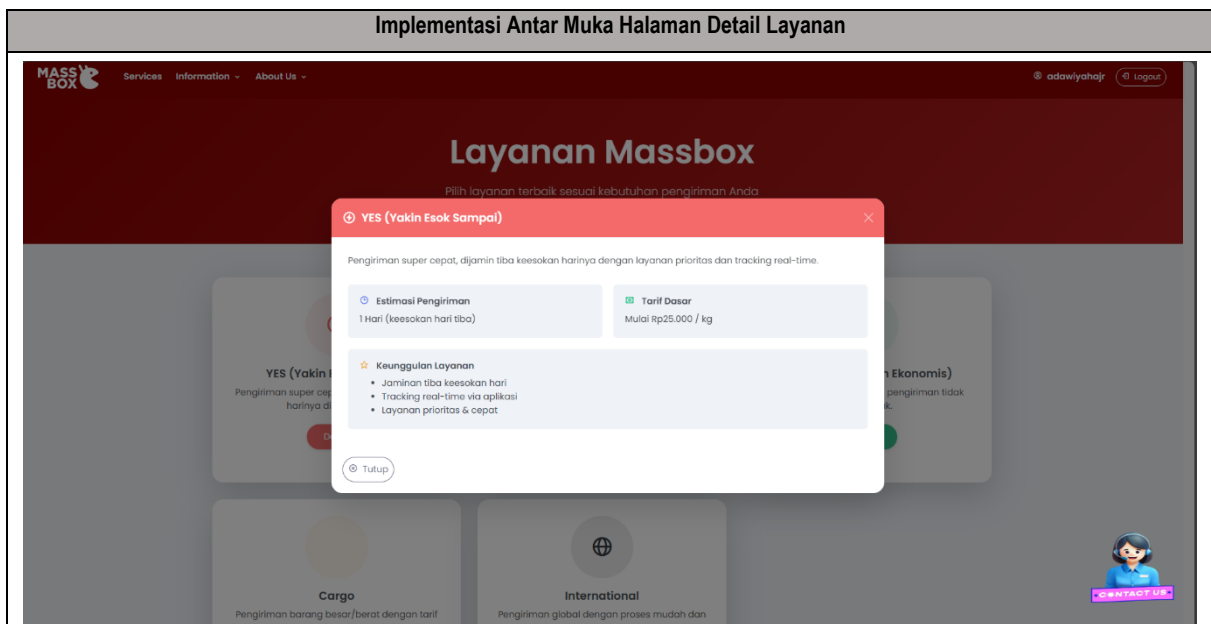 Implementasi Antar Muka Halaman Detail Layanan
MASS BOX
Services Information About Us
adawiyahajr Logout
Layanan Massbox
Pilih layanan terbaik sesuai kebutuhan pengiriman Anda
YES (Yakin Esok Sampai)
Pengiriman super cepat, dijamin tiba keesokan harinya dengan layanan prioritas dan tracking real-time.
Estimasi Pengiriman
1 Hari (keesokan hari tiba)
Tarif Dasar
Mulai Rp25.000 / kg
Keunggulan Layanan
• Jaminan tiba keesokan hari
• Tracking real-time via aplikasi
• Layanan prioritas & cepat
Tutup
YES (Yakin
Pengiriman super
harinya
Ekonomis)
pengiriman tidak
Cargo
Pengiriman barang besar/berat dengan tarif
International
Pengiriman global dengan proses mudah dan
CONTACT US